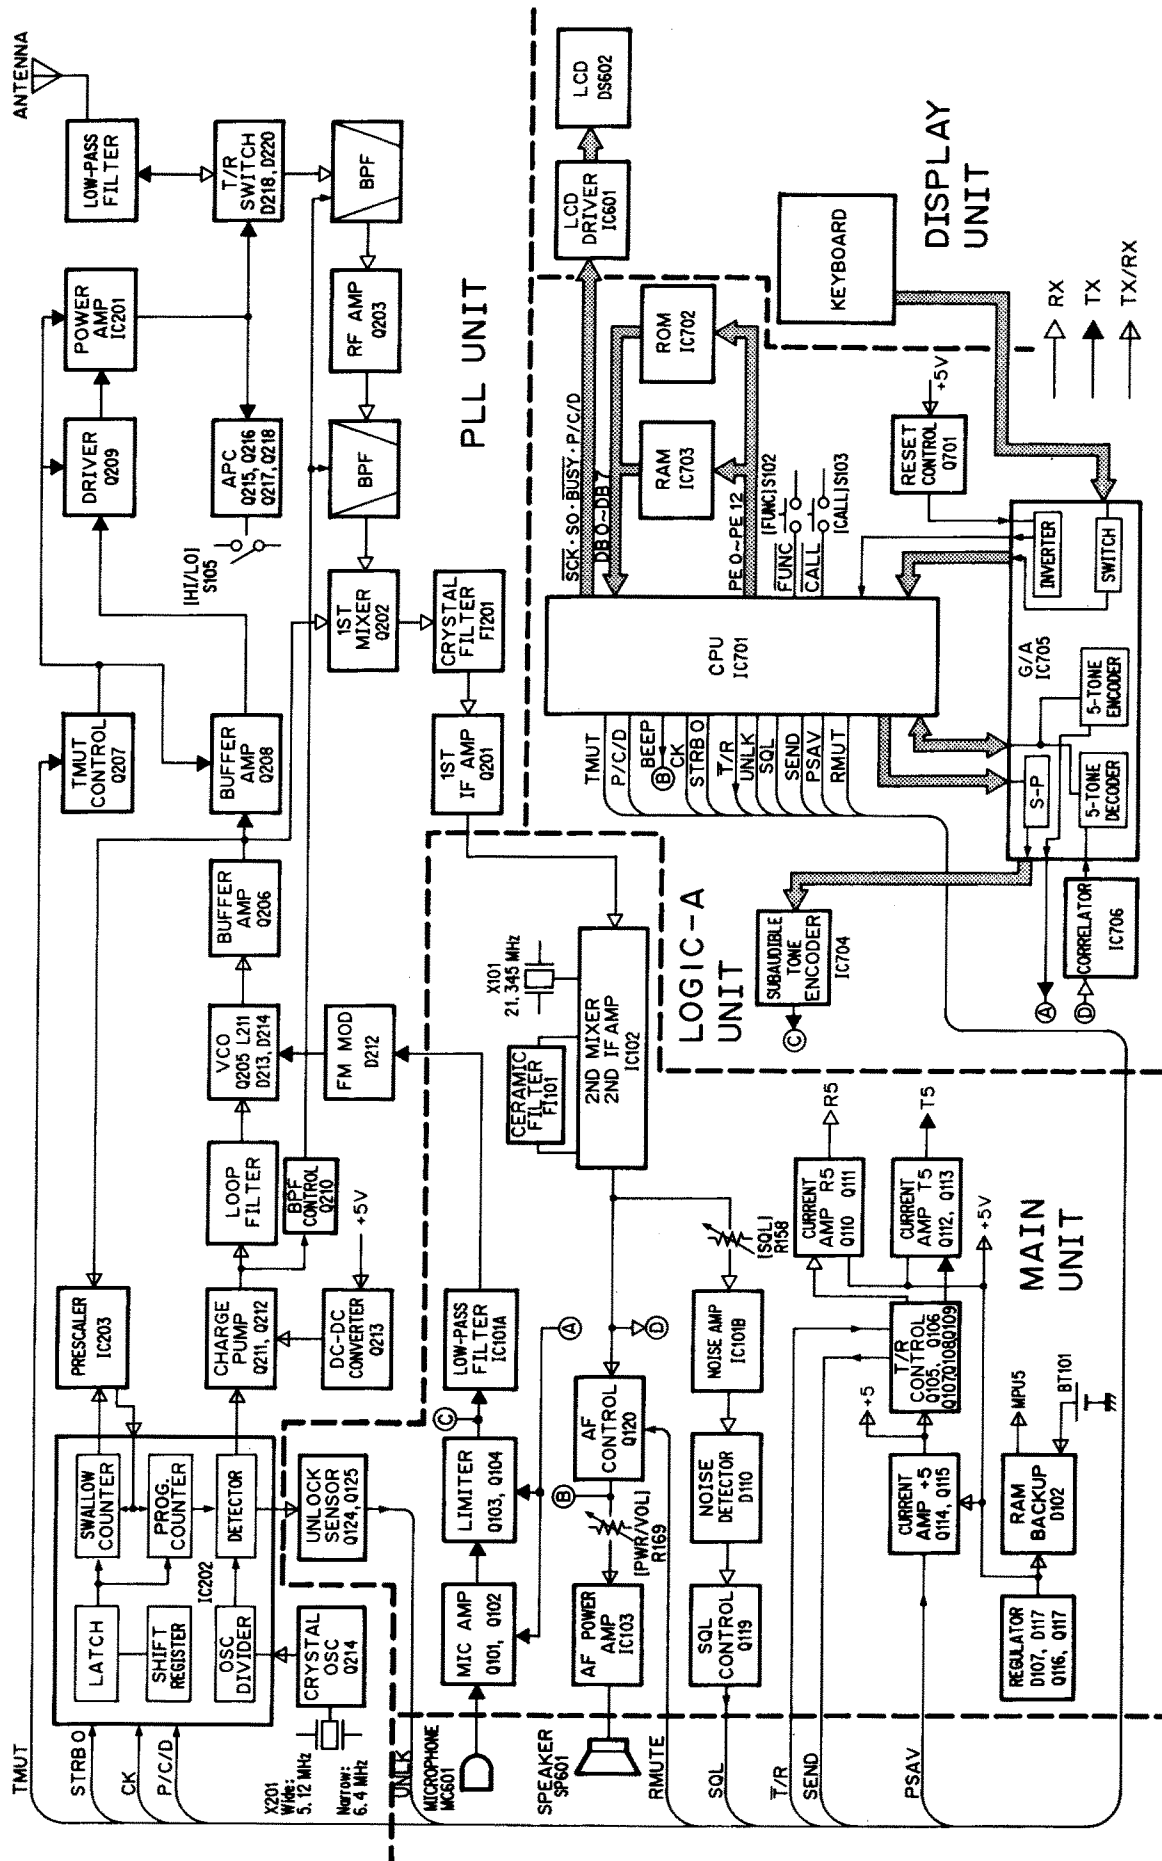 ANTENNA
LOW-PASS
FILTER
T/R
SWITCH
D218, D220
BPF
POWER
AMP
IC201
RF AMP
Q203
DRIVER
Q209
APC
Q215, Q216
Q217, Q218
BPF
[HI/LO]
S105
1ST
MIXER
Q202
CRYSTAL
FILTER
FI201
TMUT
CONTROL
Q207
BUFFER
AMP
Q208
1ST
IF AMP
Q201
BUFFER
AMP
Q206
VCO
Q205 L211
D213, D214
FM MOD
D212
LOOP
FILTER
BPF
CONTROL
Q210
+5V
PRESCALER
IC203
CHARGE
PUMP
Q211, Q212
DC-DC
CONVERTER
Q213
SWALLOW
COUNTER
PROG.
COUNTER
DETECTOR
IC202
LATCH
SHIFT
REGISTER
OSC
DIVIDER
UNLOCK
SENSOR
Q124, Q125
CRYSTAL
OSC
Q214
X201
Wide:
5.12 MHz
Narrow:
6.4 MHz
TMUT
STRB O
CK
P/C/D
UNLK
PLL UNIT
LCD
DS602
LCD
DRIVER
IC601
KEYBOARD
DISPLAY
UNIT
RX
TX
TX/RX
SCK·SO·BUSY·P/C/D
DB 0~DB 7
PE 0~PE 12
ROM
IC702
RAM
IC703
[FUNC]S102
[CALL]S103
FUNC
CALL
RESET
CONTROL
Q701
+5V
CPU
IC701
INVERTER
SWITCH
G/A
IC705
5-TONE
ENCODER
S-P
5-TONE
DECODER
TMUT
P/C/D
BEEP
B
CK
STRB O
T/R
UNLK
SQL
SEND
PSAV
RMUT
LOGIC-A
UNIT
SUBAUDIBLE
TONE
ENCODER
IC704
C
A
D
CORRELATOR
IC706
X101
21.345 MHz
CERAMIC
FILTER
FI101
2ND MIXER
2ND IF AMP
IC102
LOW-PASS
FILTER
IC101A
C
A
D
LIMITER
Q103, Q104
MIC AMP
Q101, Q102
MICROPHONE
MC601
AF
CONTROL
Q120
B
[PWR/VOL]
R169
AF POWER
AMP
IC103
SPEAKER
SP601
RMUTE
[SQL]
R158
NOISE AMP
IC101B
NOISE
DETECTOR
D110
SQL
CONTROL
Q119
SQL
T/R
SEND
PSAV
R5
T5
CURRENT
AMP R5
Q110 Q111
CURRENT
AMP T5
Q112, Q113
+5V
T/R
CONTROL
Q105, Q106
Q107,Q108,Q109
+5
CURRENT
AMP +5
Q114, Q115
MPU5
BT101
RAM
BACKUP
D102
REGULATOR
D107, D117
Q116, Q117
MAIN
UNIT